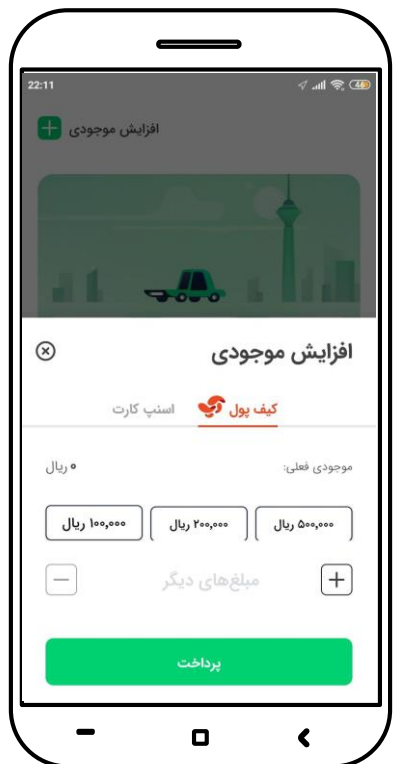 22:11
افزایش موجودی
افزایش موجودی
کیف پول اسنپ کارت
موجودی فعلی: ۰ ریال
۵۰۰,۰۰۰ ریال ۲۰۰,۰۰۰ ریال ۱۰۰,۰۰۰ ریال
مبلغ‌های دیگر
پرداخت